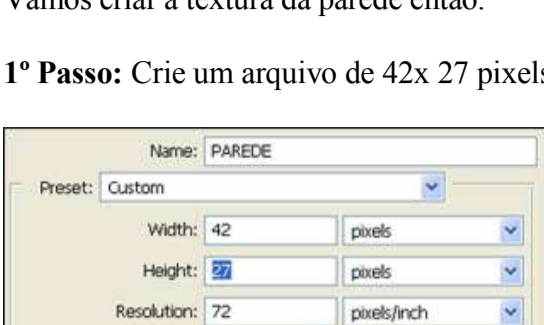 Vamos criar a textura da parede então.
1º Passo: Crie um arquivo de 42x 27 pixels
Name: PAREDE
Preset: Custom
Width: 42 pixels
Height: 27 pixels
Resolution: 72 pixels/inch